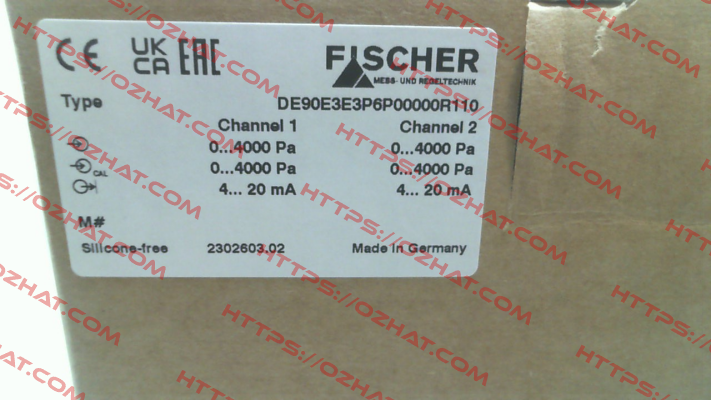 CE UK CA EAC
FISCHER
MESS- UND REGELTECHNIK
Type DE90E3E3P6P00000R110
Channel 1 Channel 2
0...4000 Pa 0...4000 Pa
CAL 0...4000 Pa 0...4000 Pa
4... 20 mA 4... 20 mA
M#
Silicone-free 2302603.02 Made in Germany
HTTPS://OZHAT.COM